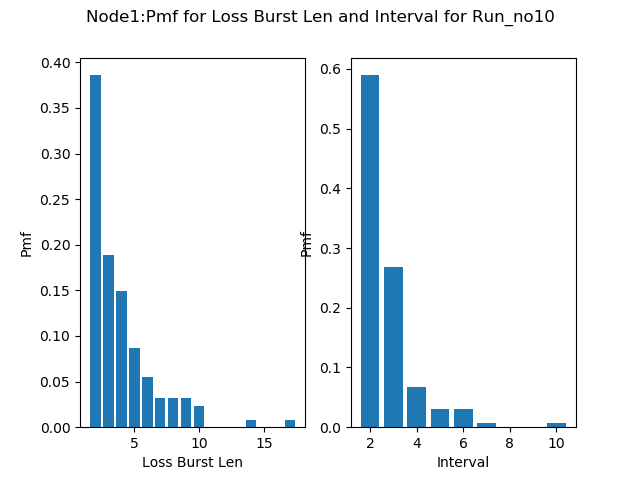 Node1:Pmf for Loss Burst Len and Interval for Run_no10
0.40
0.35
0.30
0.25
0.20
0.15
0.10
0.05
0.00
Pmf
5 10 15
Loss Burst Len
0.6
0.5
0.4
0.3
0.2
0.1
0.0
Pmf
2 4 6 8 10
Interval